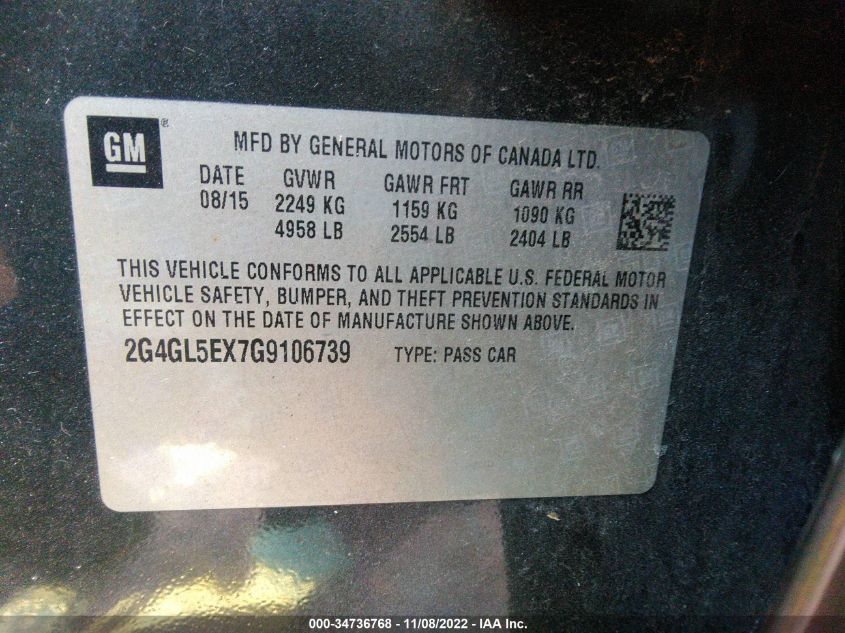 GM ®
MFD BY GENERAL MOTORS OF CANADA LTD.
DATE GVWR GAWR FRT GAWR RR
08/15 2249 KG 1159 KG 1090 KG
4958 LB 2554 LB 2404 LB
THIS VEHICLE CONFORMS TO ALL APPLICABLE U.S. FEDERAL MOTOR
VEHICLE SAFETY, BUMPER, AND THEFT PREVENTION STANDARDS IN
EFFECT ON THE DATE OF MANUFACTURE SHOWN ABOVE.
2G4GL5EX7G9106739 TYPE: PASS CAR
000-34736768 - 11/08/2022 - IAA Inc.